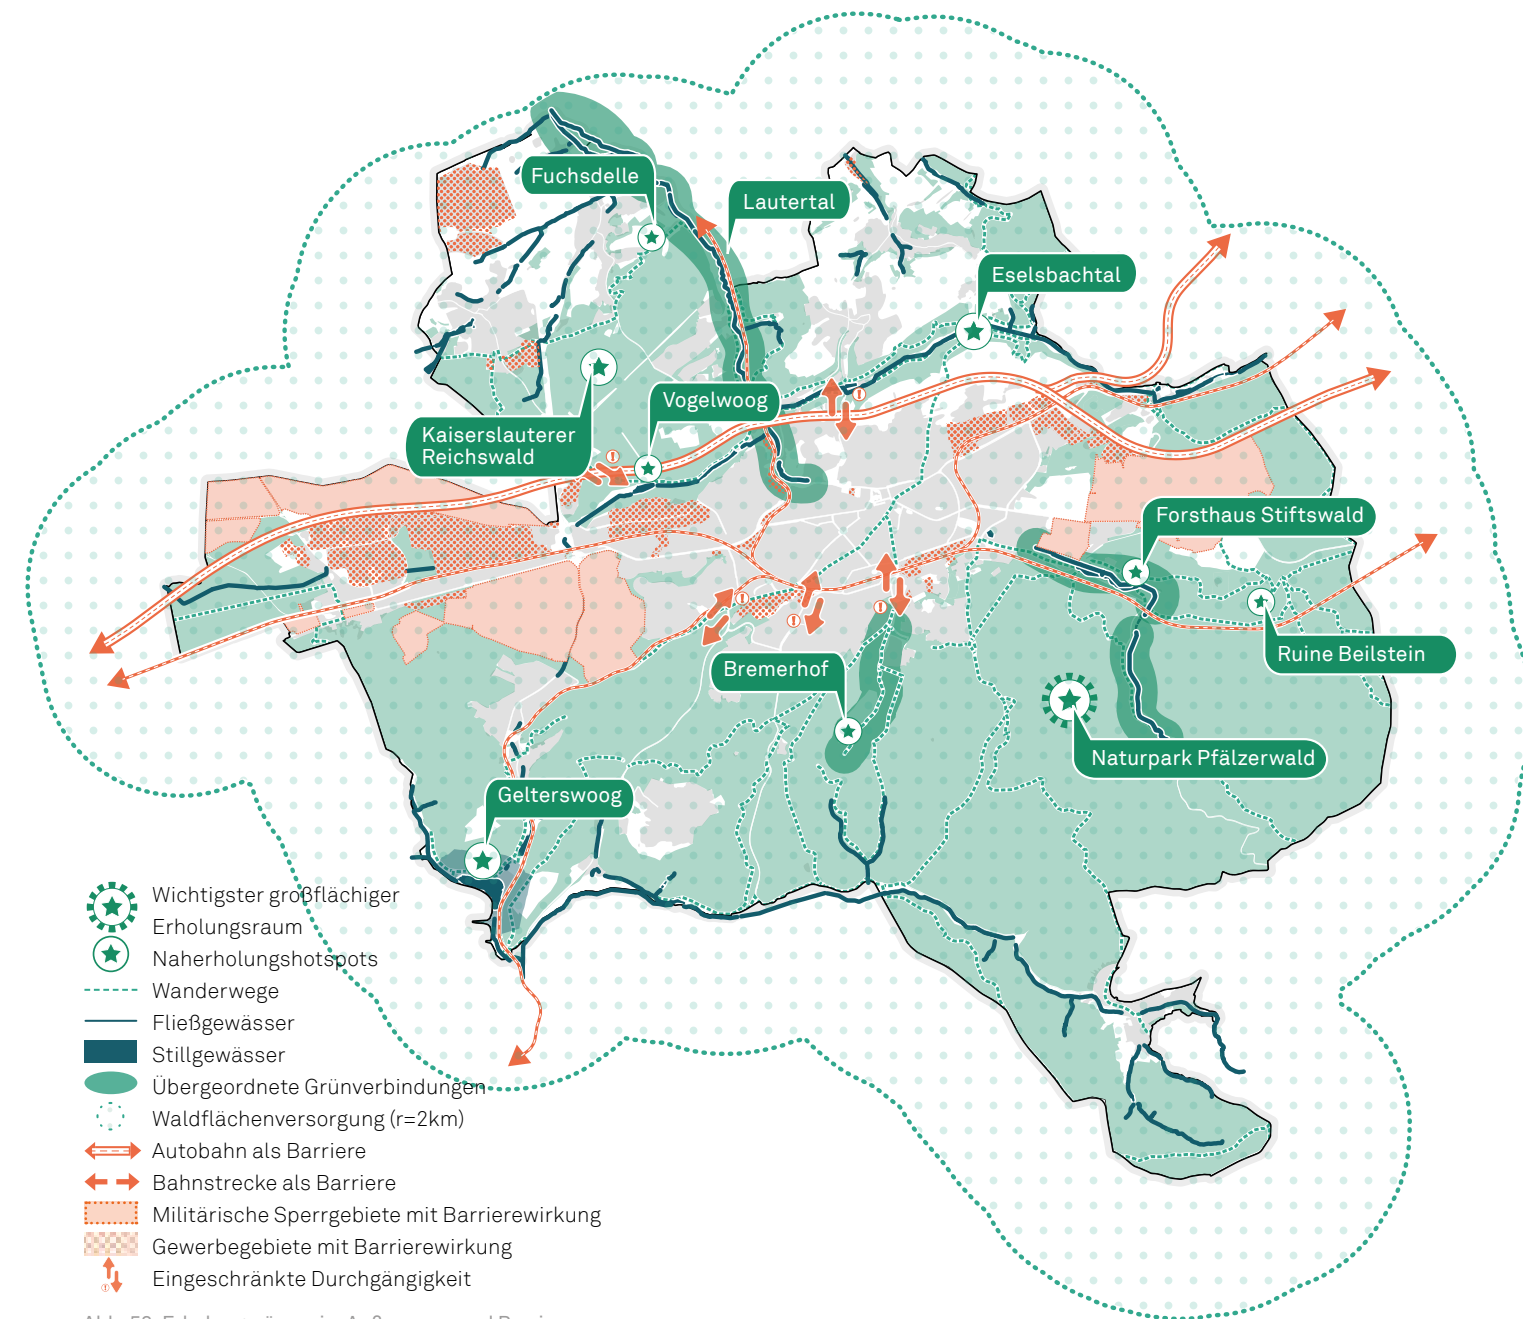 Fuchsdelle
Lautertal
Eselsbachtal
Vogelwoog
Kaiserslauterer
Reichswald
Forsthaus Stiftswald
Ruine Beilstein
Bremerhof
Naturpark Pfälzerwald
Gelterswoog
Wichtigster großflächiger
Erholungsraum
Naherholungshotspots
Wanderwege
Fließgewässer
Stillgewässer
Übergeordnete Grünverbindungen
Waldflächenversorgung (r=2km)
Autobahn als Barriere
Bahnstrecke als Barriere
Militärische Sperrgebiete mit Barrierewirkung
Gewerbegebiete mit Barrierewirkung
Eingeschränkte Durchgängigkeit